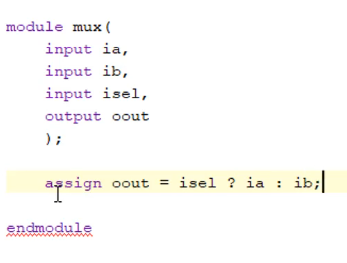 module mux(
input ia,
input ib,
input isel,
output oout
);
assign oout = isel ? ia : ib;
endmodule